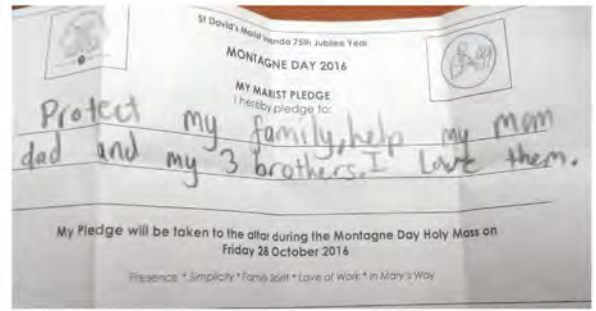 St David's Marist Inanda 75th Jubilee Year
MONTAGNE DAY 2016
MY MARIST PLEDGE
I hereby pledge to:
Protect my family, help my mom
dad and my 3 brothers. I Love them.
My Pledge will be taken to the altar during the Montagne Day Holy Mass on
Friday 28 October 2016
Presence * Simplicity * Family Spirit * Love of Work * In Mary's Way